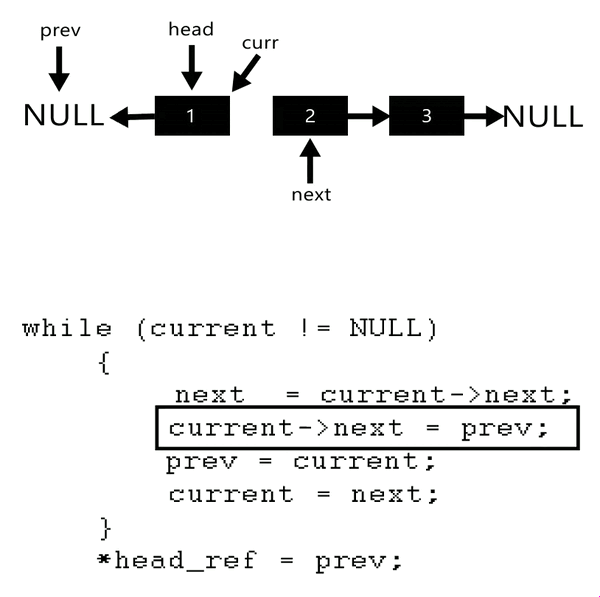 prev
head
curr
NULL 1 2 3 NULL
next
while (current != NULL)
{
next = current->next;
current->next = prev;
prev = current;
current = next;
}
*head_ref = prev;